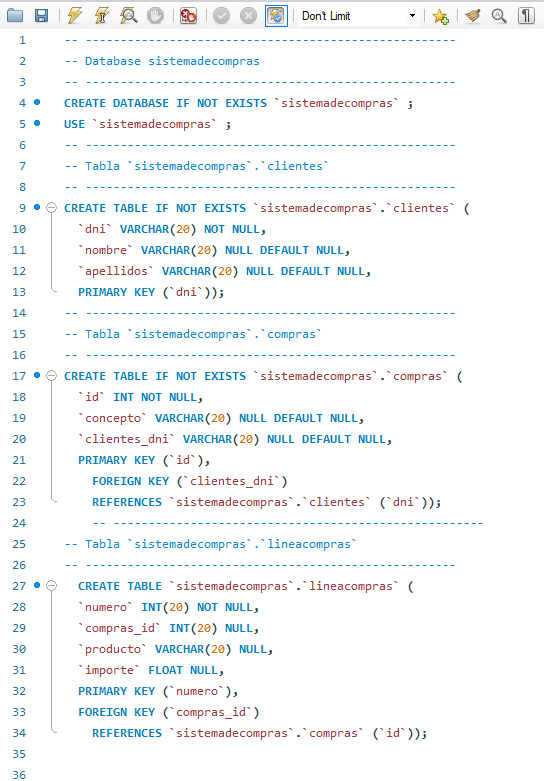 Don't Limit
1 -- -----------------------------------------------------
2 -- Database sistemadecompras
3 -- -----------------------------------------------------
4 CREATE DATABASE IF NOT EXISTS `sistemadecompras` ;
5 USE `sistemadecompras` ;
6 -- -----------------------------------------------------
7 -- Tabla `sistemadecompras`.`clientes`
8 -- -----------------------------------------------------
9 CREATE TABLE IF NOT EXISTS `sistemadecompras`.`clientes` (
10 `dni` VARCHAR(20) NOT NULL,
11 `nombre` VARCHAR(20) NULL DEFAULT NULL,
12 `apellidos` VARCHAR(20) NULL DEFAULT NULL,
13 PRIMARY KEY (`dni`));
14 -- -----------------------------------------------------
15 -- Tabla `sistemadecompras`.`compras`
16 -- -----------------------------------------------------
17 CREATE TABLE IF NOT EXISTS `sistemadecompras`.`compras` (
18 `id` INT NOT NULL,
19 `concepto` VARCHAR(20) NULL DEFAULT NULL,
20 `clientes_dni` VARCHAR(20) NULL DEFAULT NULL,
21 PRIMARY KEY (`id`),
22 FOREIGN KEY (`clientes_dni`)
23 REFERENCES `sistemadecompras`.`clientes` (`dni`));
24 -- -----------------------------------------------------
25 -- Tabla `sistemadecompras`.`lineacompras`
26 -- -----------------------------------------------------
27 CREATE TABLE `sistemadecompras`.`lineacompras` (
28 `numero` INT(20) NOT NULL,
29 `compras_id` INT(20) NULL,
30 `producto` VARCHAR(20) NULL,
31 `importe` FLOAT NULL,
32 PRIMARY KEY (`numero`),
33 FOREIGN KEY (`compras_id`)
34 REFERENCES `sistemadecompras`.`compras` (`id`));
35
36